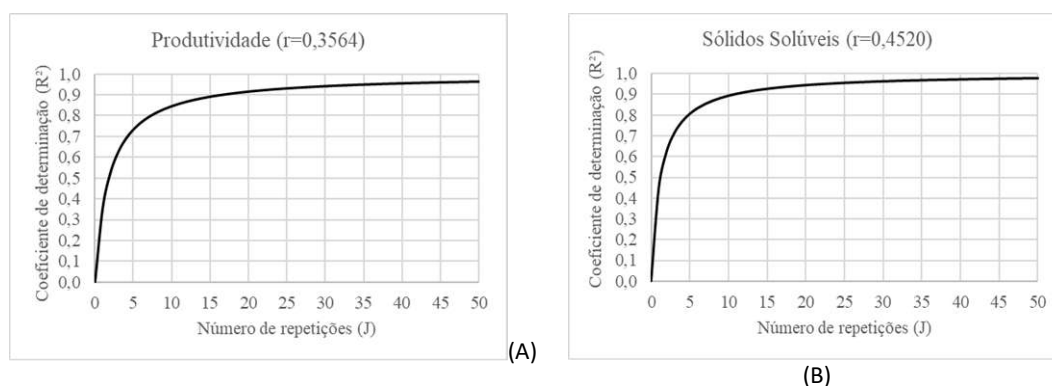 Produtividade (r=0,3564)
Coeficiente de determinação (R²)
1,0
0,9
0,8
0,7
0,6
0,5
0,4
0,3
0,2
0,1
0,0
0 5 10 15 20 25 30 35 40 45 50
Número de repetições (J)
(A)
Sólidos Solúveis (r=0,4520)
Coeficiente de determinação (R²)
1,0
0,9
0,8
0,7
0,6
0,5
0,4
0,3
0,2
0,1
0,0
0 5 10 15 20 25 30 35 40 45 50
Número de repetições (J)
(B)